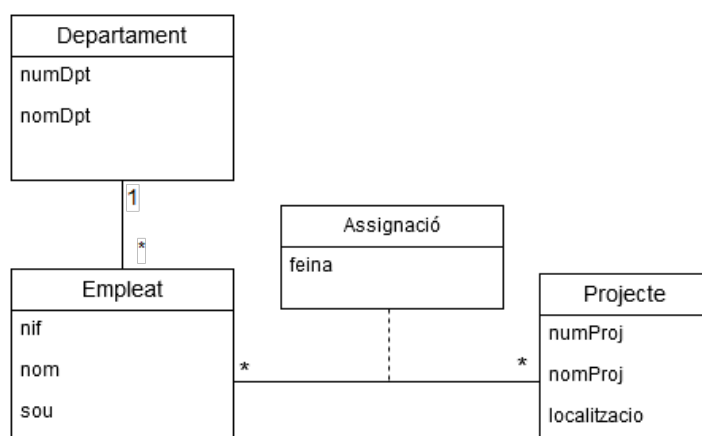 Departament
numDpt
nomDpt
1
*
Assignació
feina
Empleat
nif
nom
sou
*
*
Projecte
numProj
nomProj
localitzacio